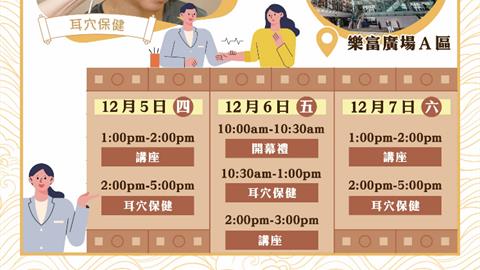 耳穴保健
樂富廣場A區
12月5日 四
1:00pm-2:00pm
講座
2:00pm-5:00pm
耳穴保健
12月6日 五
10:00am-10:30am
開幕禮
10:30am-1:00pm
耳穴保健
2:00pm-3:00pm
講座
12月7日 六
1:00pm-2:00pm
講座
2:00pm-5:00pm
耳穴保健